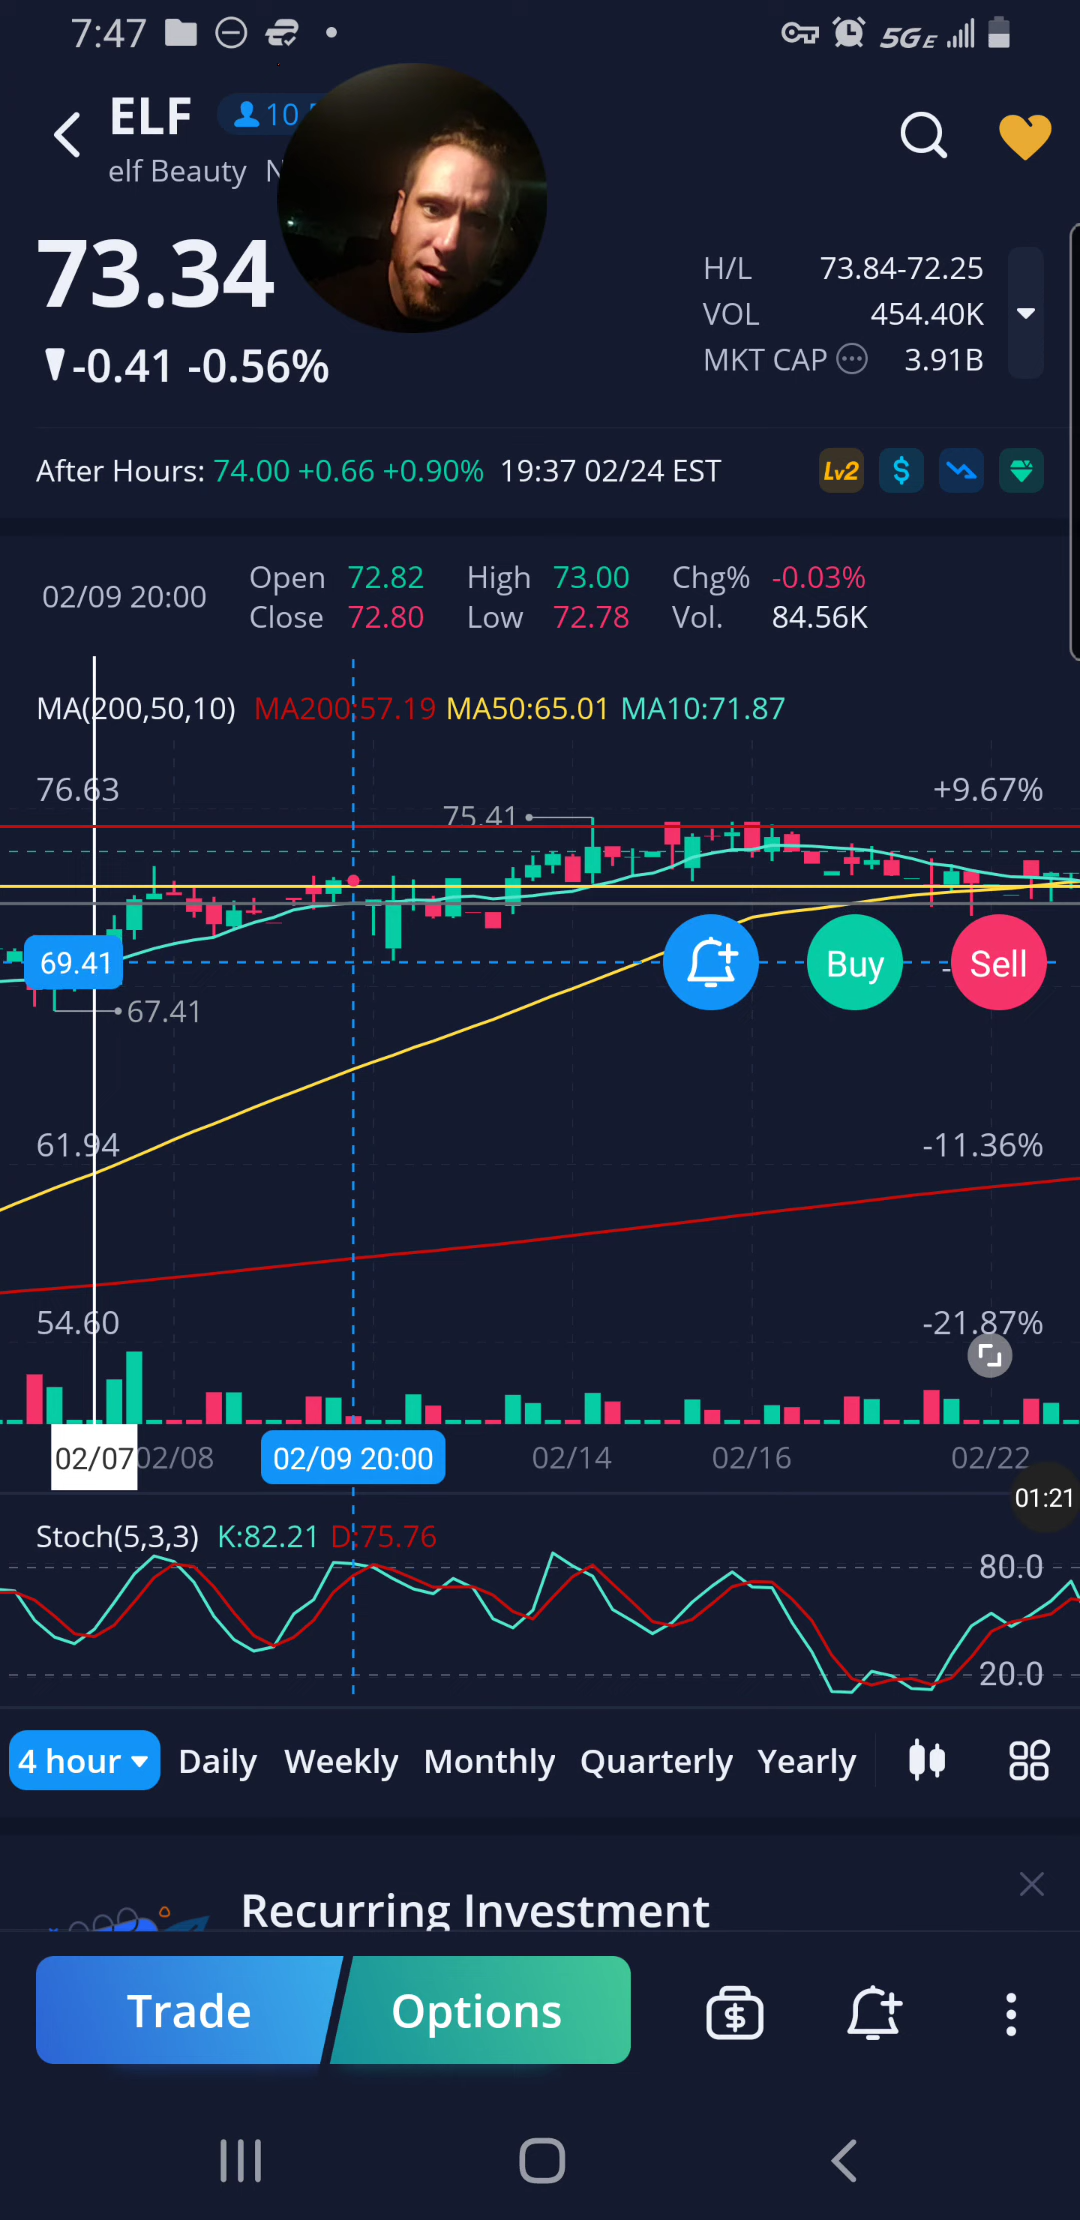 7:47 5GE
ELF 10
elf Beauty N
73.34
-0.41 -0.56%
H/L 73.84-72.25
VOL 454.40K
MKT CAP 3.91B
After Hours: 74.00 +0.66 +0.90% 19:37 02/24 EST
Lv2 $
02/09 20:00
Open 72.82 High 73.00 Chg% -0.03%
Close 72.80 Low 72.78 Vol. 84.56K
MA(200,50,10) MA200:57.19 MA50:65.01 MA10:71.87
76.63 +9.67%
75.41
69.41 Buy - Sell
67.41
61.94 -11.36%
54.60 -21.87%
02/07 02/08 02/09 20:00 02/14 02/16 02/22
01:21
Stoch(5,3,3) K:82.21 D:75.76
80.0
20.0
4 hour Daily Weekly Monthly Quarterly Yearly
Recurring Investment
Trade Options $